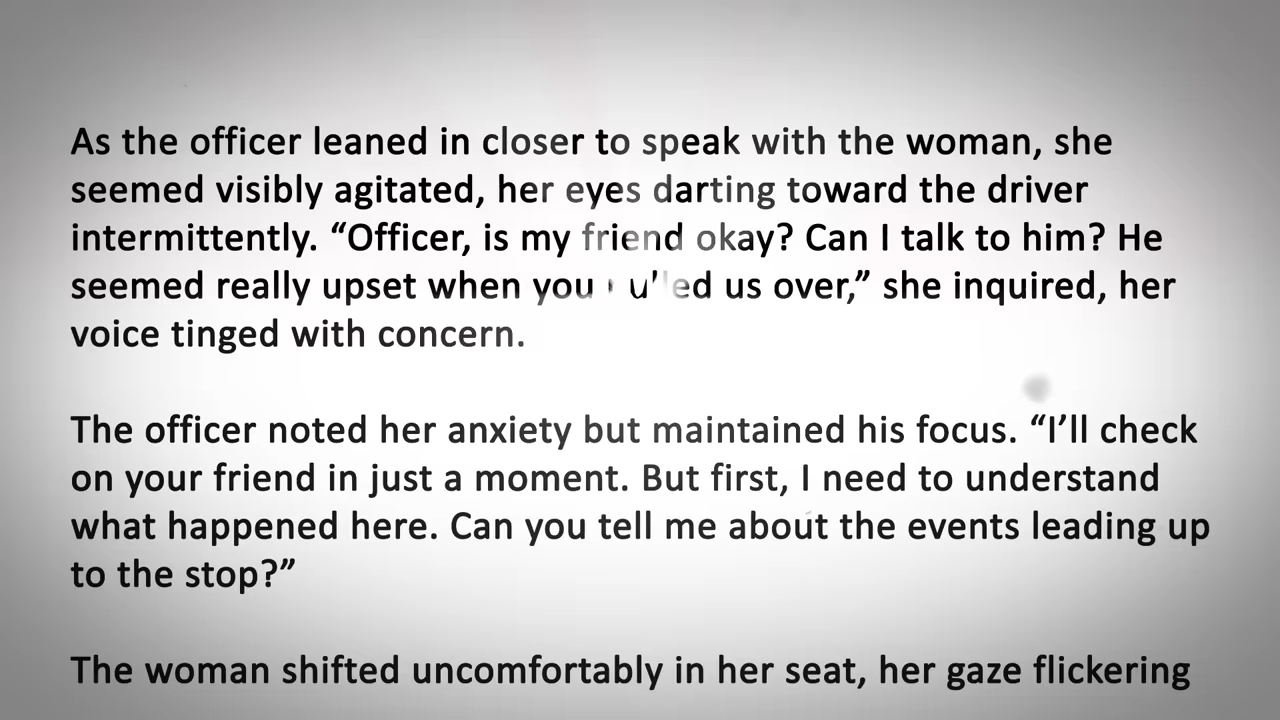 As the officer leaned in closer to speak with the woman, she
seemed visibly agitated, her eyes darting toward the driver
intermittently. “Officer, is my friend okay? Can I talk to him? He
seemed really upset when you pulled us over,” she inquired, her
voice tinged with concern.
The officer noted her anxiety but maintained his focus. “I’ll check
on your friend in just a moment. But first, I need to understand
what happened here. Can you tell me about the events leading up
to the stop?”
The woman shifted uncomfortably in her seat, her gaze flickering